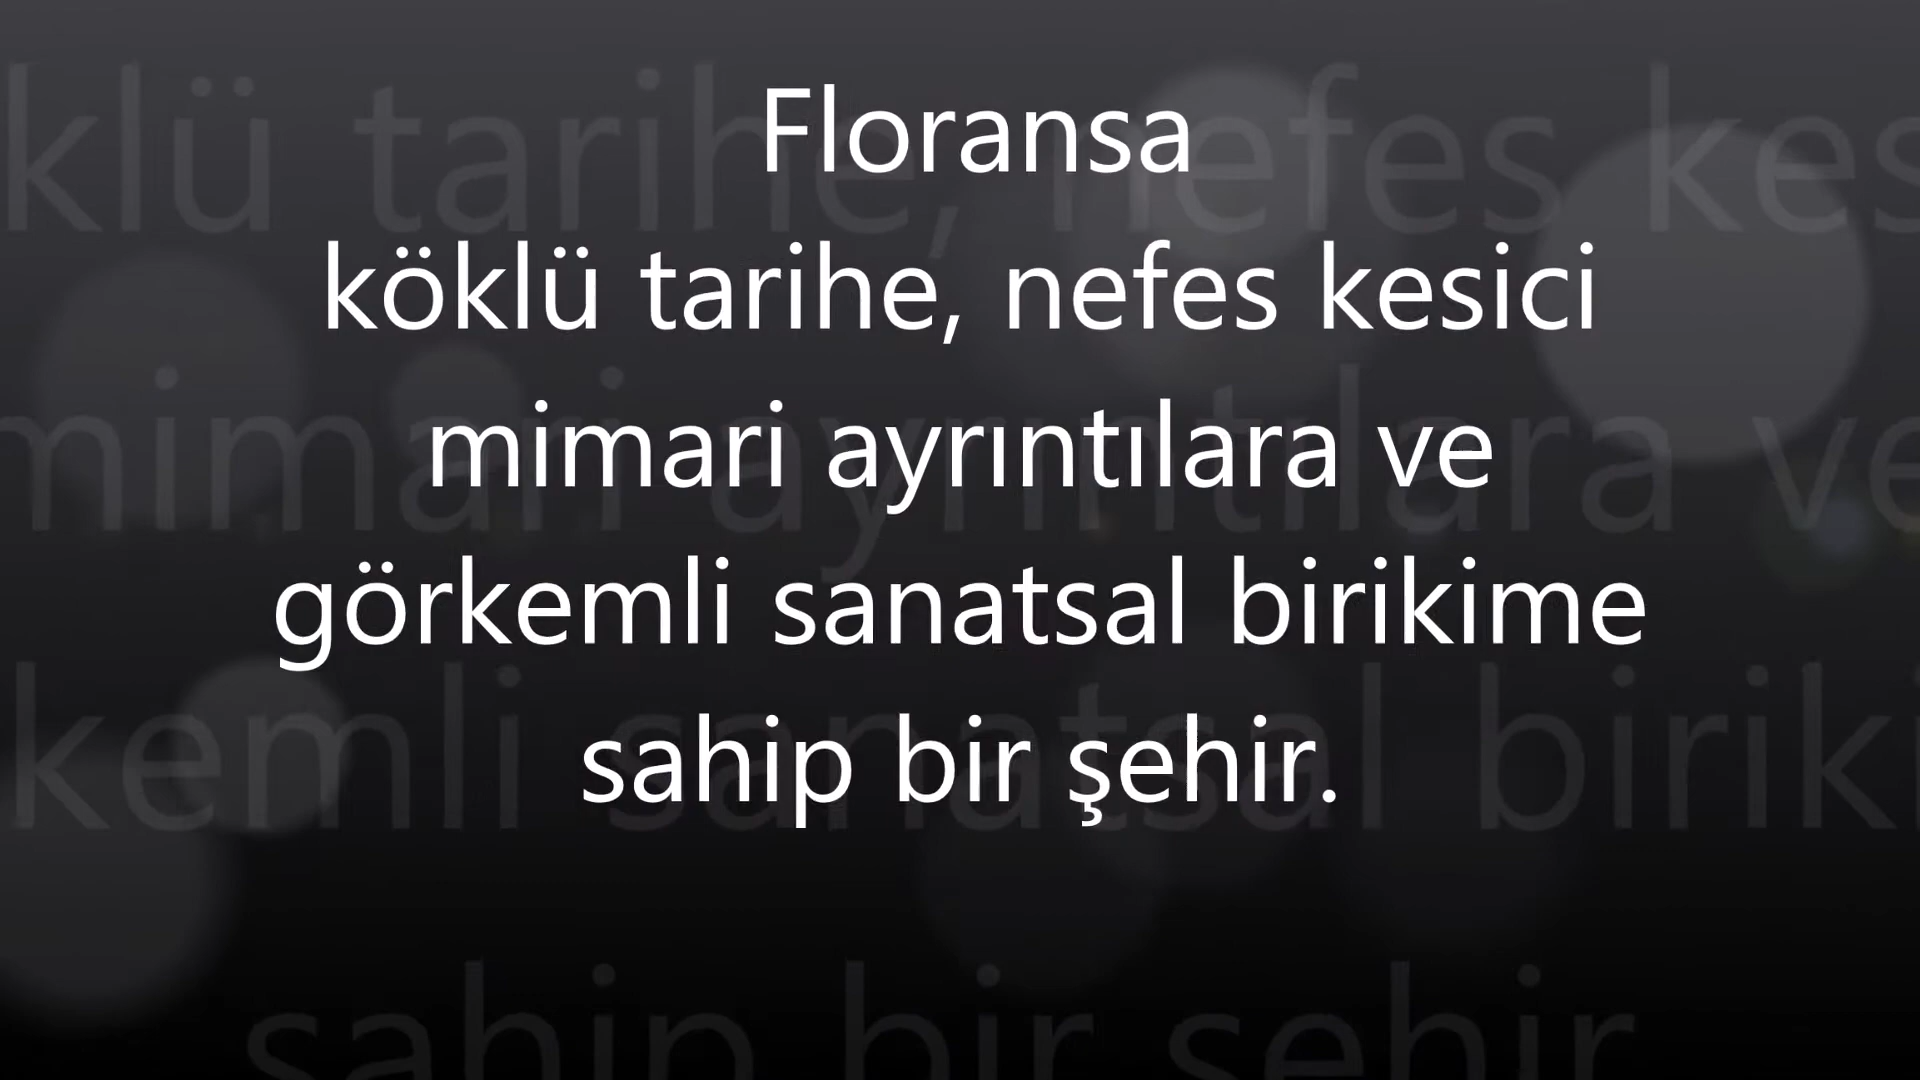 Floransa
köklü tarihe, nefes kesici
mimari ayrıntılara ve
görkemli sanatsal birikime
sahip bir şehir.